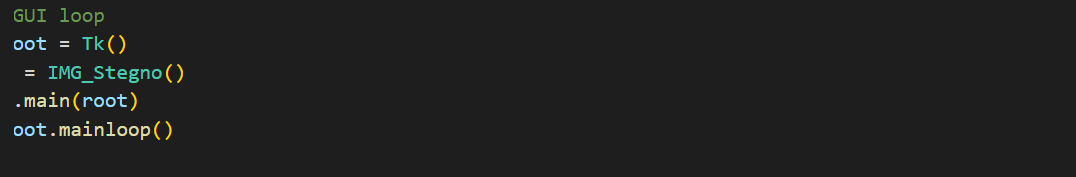 GUI loop
oot = Tk()
= IMG_Stegno()
.main(root)
oot.mainloop()